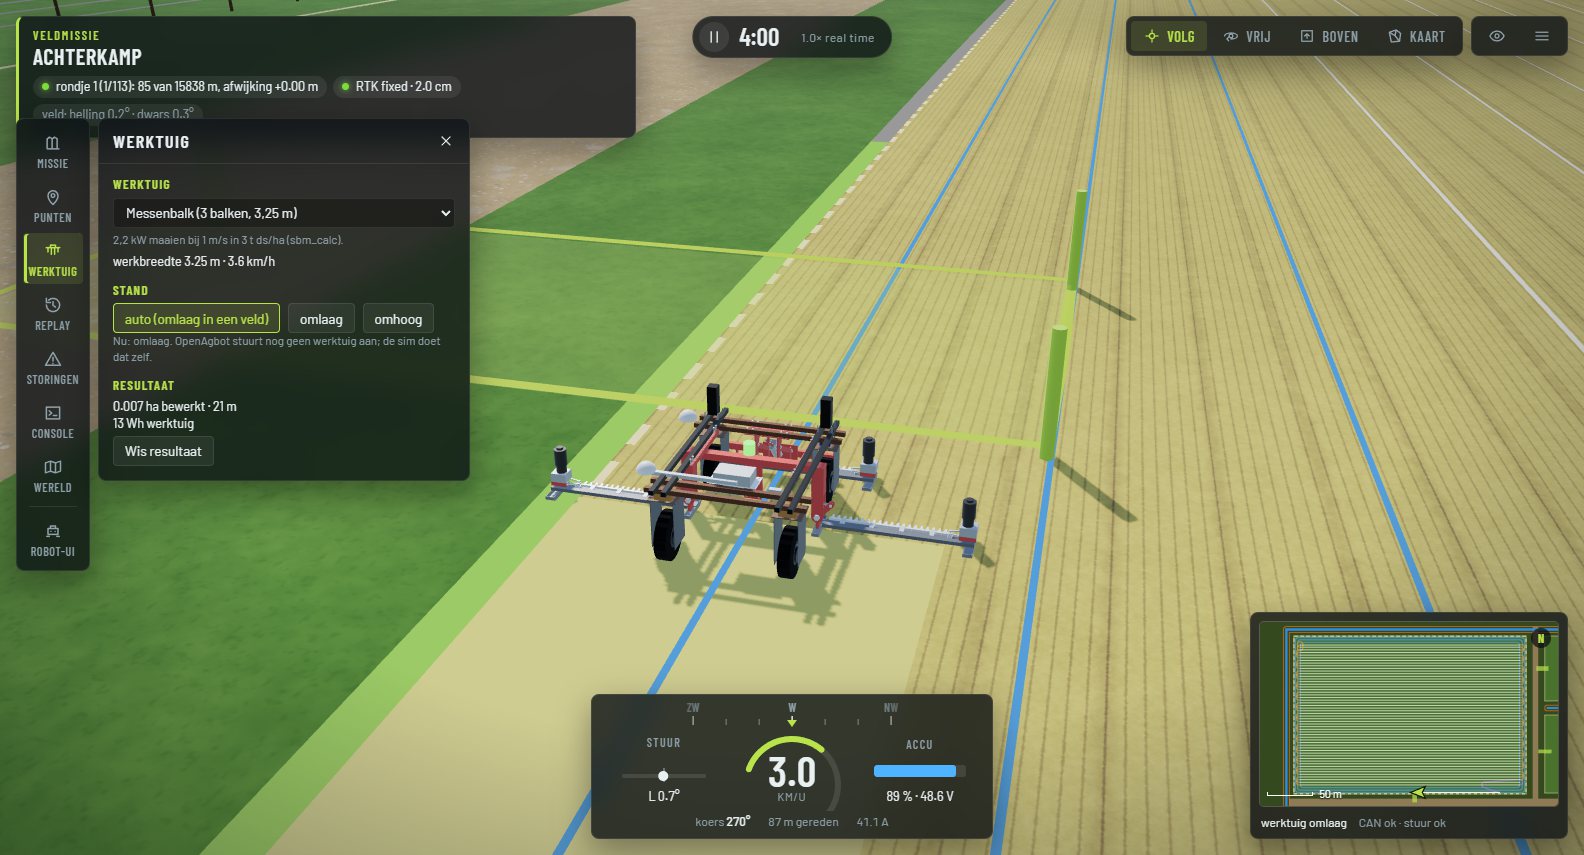 VELDMISSIE
ACHTERKAMP
rondje 1 (1/113): 85 van 15838 m, afwijking +0.00 m
RTK fixed · 2.0 cm
veld: helling 0.2° · dwars 0.3°
4:00
1.0× real time
VOLG
VRIJ
BOVEN
KAART
MISSIE
PUNTEN
WERKTUIG
REPLAY
STORINGEN
CONSOLE
WERELD
ROBOT-UI
WERKTUIG
WERKTUIG
Messenbalk (3 balken, 3,25 m)
2,2 kW maaien bij 1 m/s in 3 t ds/ha (sbm_calc).
werkbreedte 3.25 m · 3.6 km/h
STAND
auto (omlaag in een veld)
omlaag
omhoog
Nu: omlaag. OpenAgbot stuurt nog geen werktuig aan; de sim doet
dat zelf.
RESULTAAT
0.007 ha bewerkt · 21 m
13 Wh werktuig
Wis resultaat
ZW
W
NW
STUUR
L 0.7°
3.0
KM/U
ACCU
89 % · 48.6 V
koers 270°
87 m gereden
41.1 A
N
50 m
werktuig omlaag
CAN ok · stuur ok